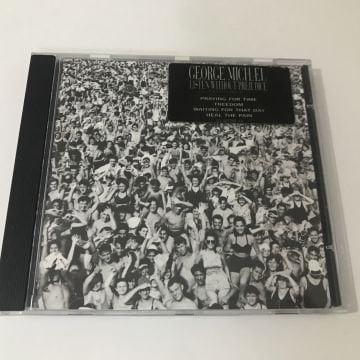 GEORGE MICHAEL
LISTEN WITHOUT PREJUDICE
PRAYING FOR TIME
FREEDOM
WAITING FOR THAT DAY
HEAL THE PAIN